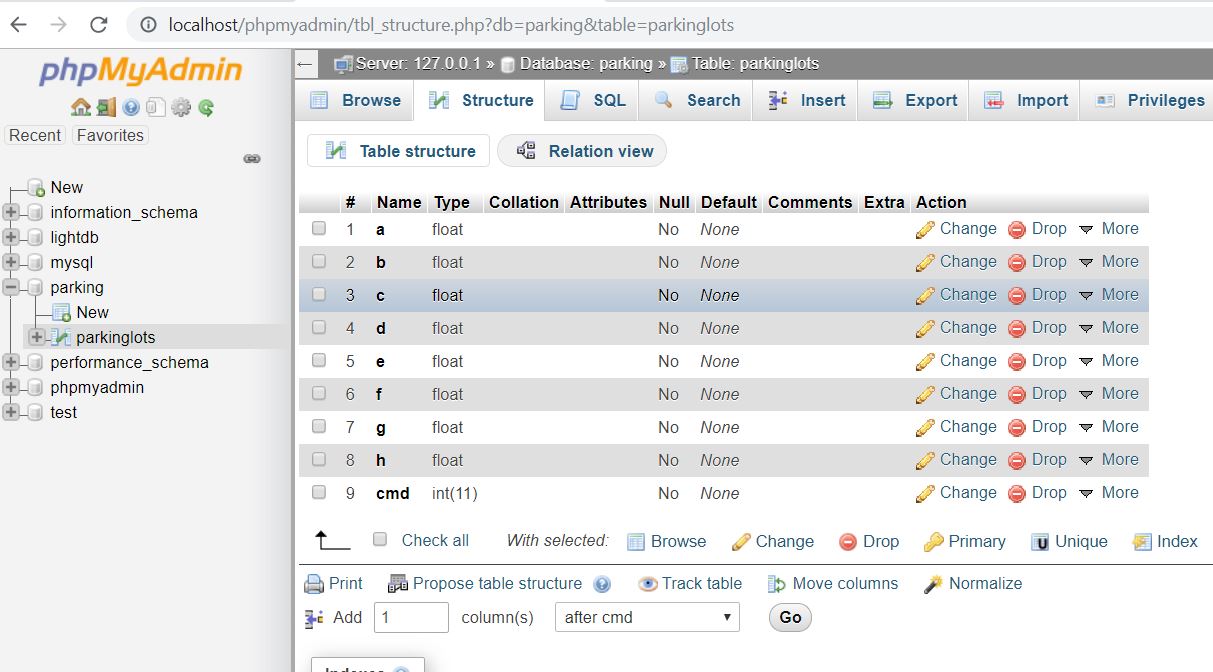 localhost/phpmyadmin/tbl_structure.php?db=parking&table=parkinglots
phpMyAdmin
Recent Favorites
New
information_schema
lightdb
mysql
parking
New
parkinglots
performance_schema
phpmyadmin
test
Server: 127.0.0.1 » Database: parking » Table: parkinglots
Browse Structure SQL Search Insert Export Import Privileges
Table structure Relation view
# Name Type Collation Attributes Null Default Comments Extra Action
1 a float No None Change Drop More
2 b float No None Change Drop More
3 c float No None Change Drop More
4 d float No None Change Drop More
5 e float No None Change Drop More
6 f float No None Change Drop More
7 g float No None Change Drop More
8 h float No None Change Drop More
9 cmd int(11) No None Change Drop More
Check all With selected: Browse Change Drop Primary Unique Index
Print Propose table structure Track table Move columns Normalize
Add 1 column(s) after cmd Go